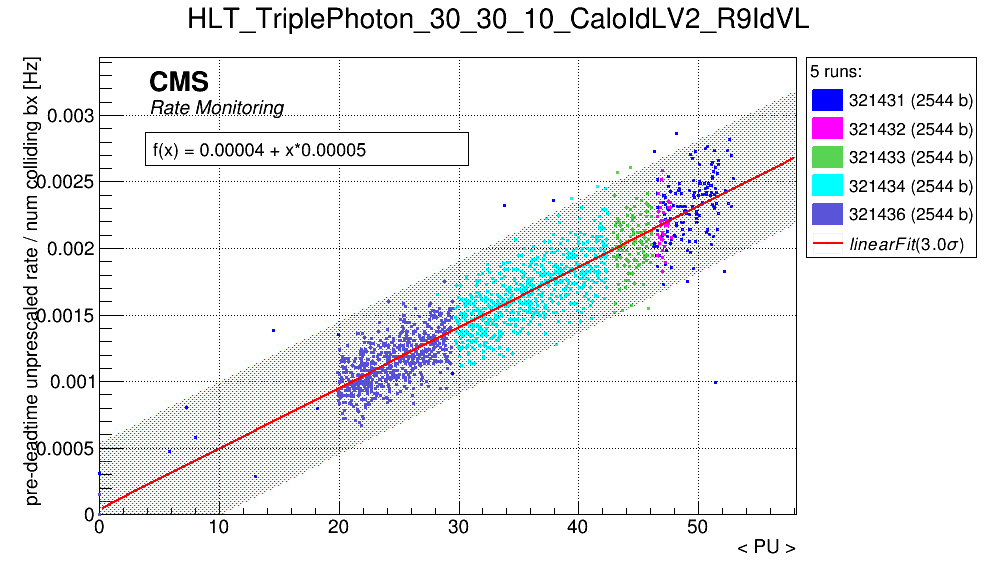 HLT_TriplePhoton_30_30_10_CaloIdLV2_R9IdVL
pre-deadtime unprescaled rate / num colliding bx [Hz]
CMS
Rate Monitoring
f(x) = 0.00004 + x*0.00005
0.003
0.0025
0.002
0.0015
0.001
0.0005
0
0 10 20 30 40 50
< PU >
5 runs:
321431 (2544 b)
321432 (2544 b)
321433 (2544 b)
321434 (2544 b)
321436 (2544 b)
linearFit(3.0σ)